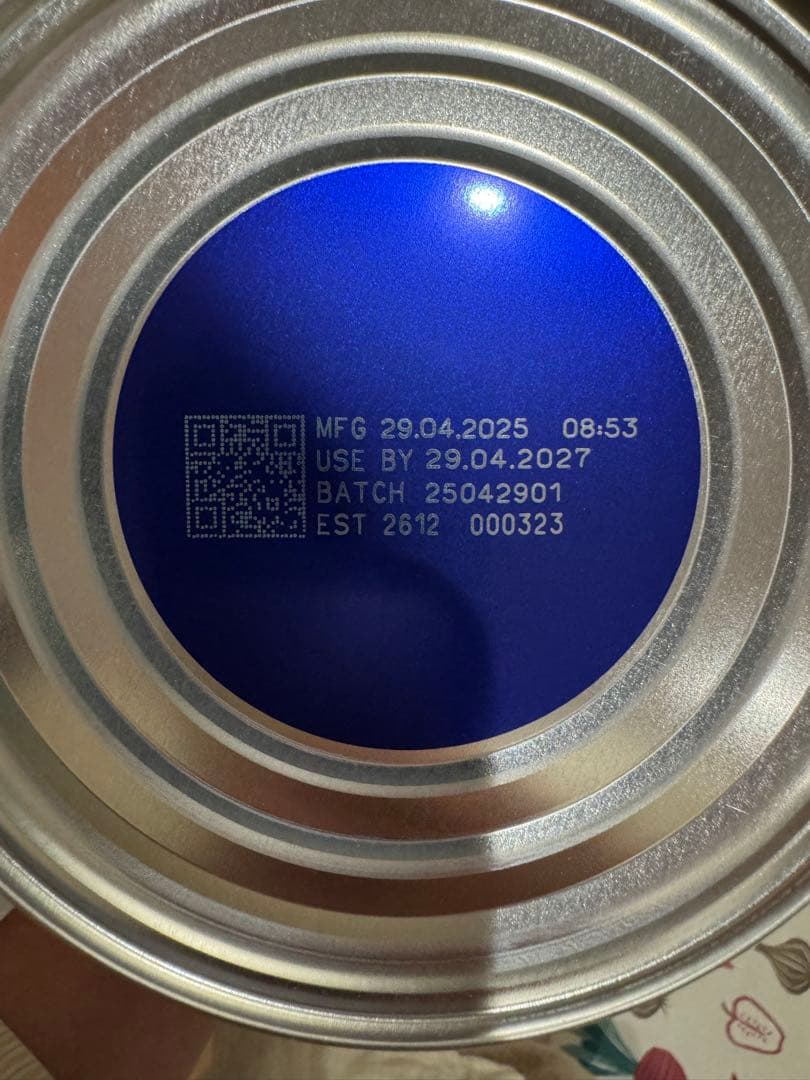 MFG 29.04.2025 08:53
USE BY 29.04.2027
BATCH 25042901
EST 2612 000323